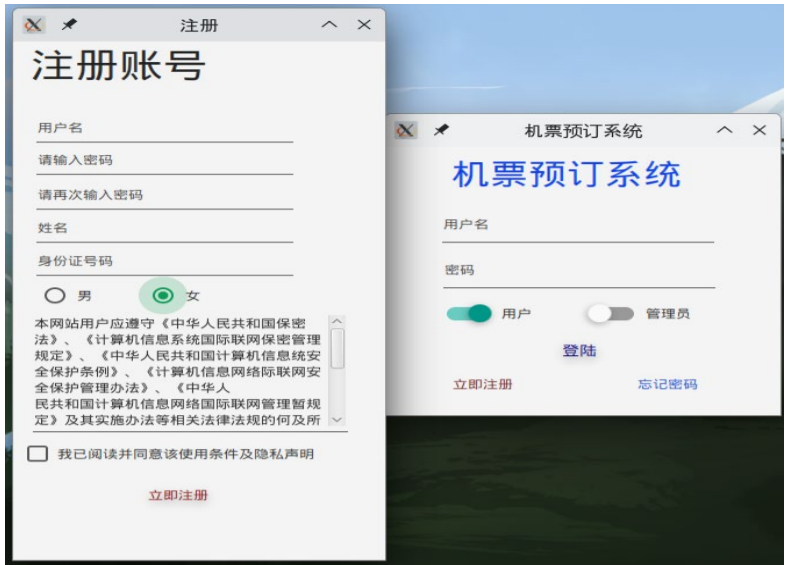 注册
注册账号
用户名
请输入密码
请再次输入密码
姓名
身份证号码
男
女
本网站用户应遵守《中华人民共和国保密
法》、《计算机信息系统国际联网保密管理
规定》、《中华人民共和国计算机信息统安
全保护条例》、《计算机信息网络际联网安
全保护管理办法》、《中华人
民共和国计算机信息网络国际联网管理暂规
定》及其实施办法等相关法律法规的何及所
我已阅读并同意该使用条件及隐私声明
立即注册
机票预订系统
机票预订系统
用户名
密码
用户
管理员
登陆
立即注册
忘记密码